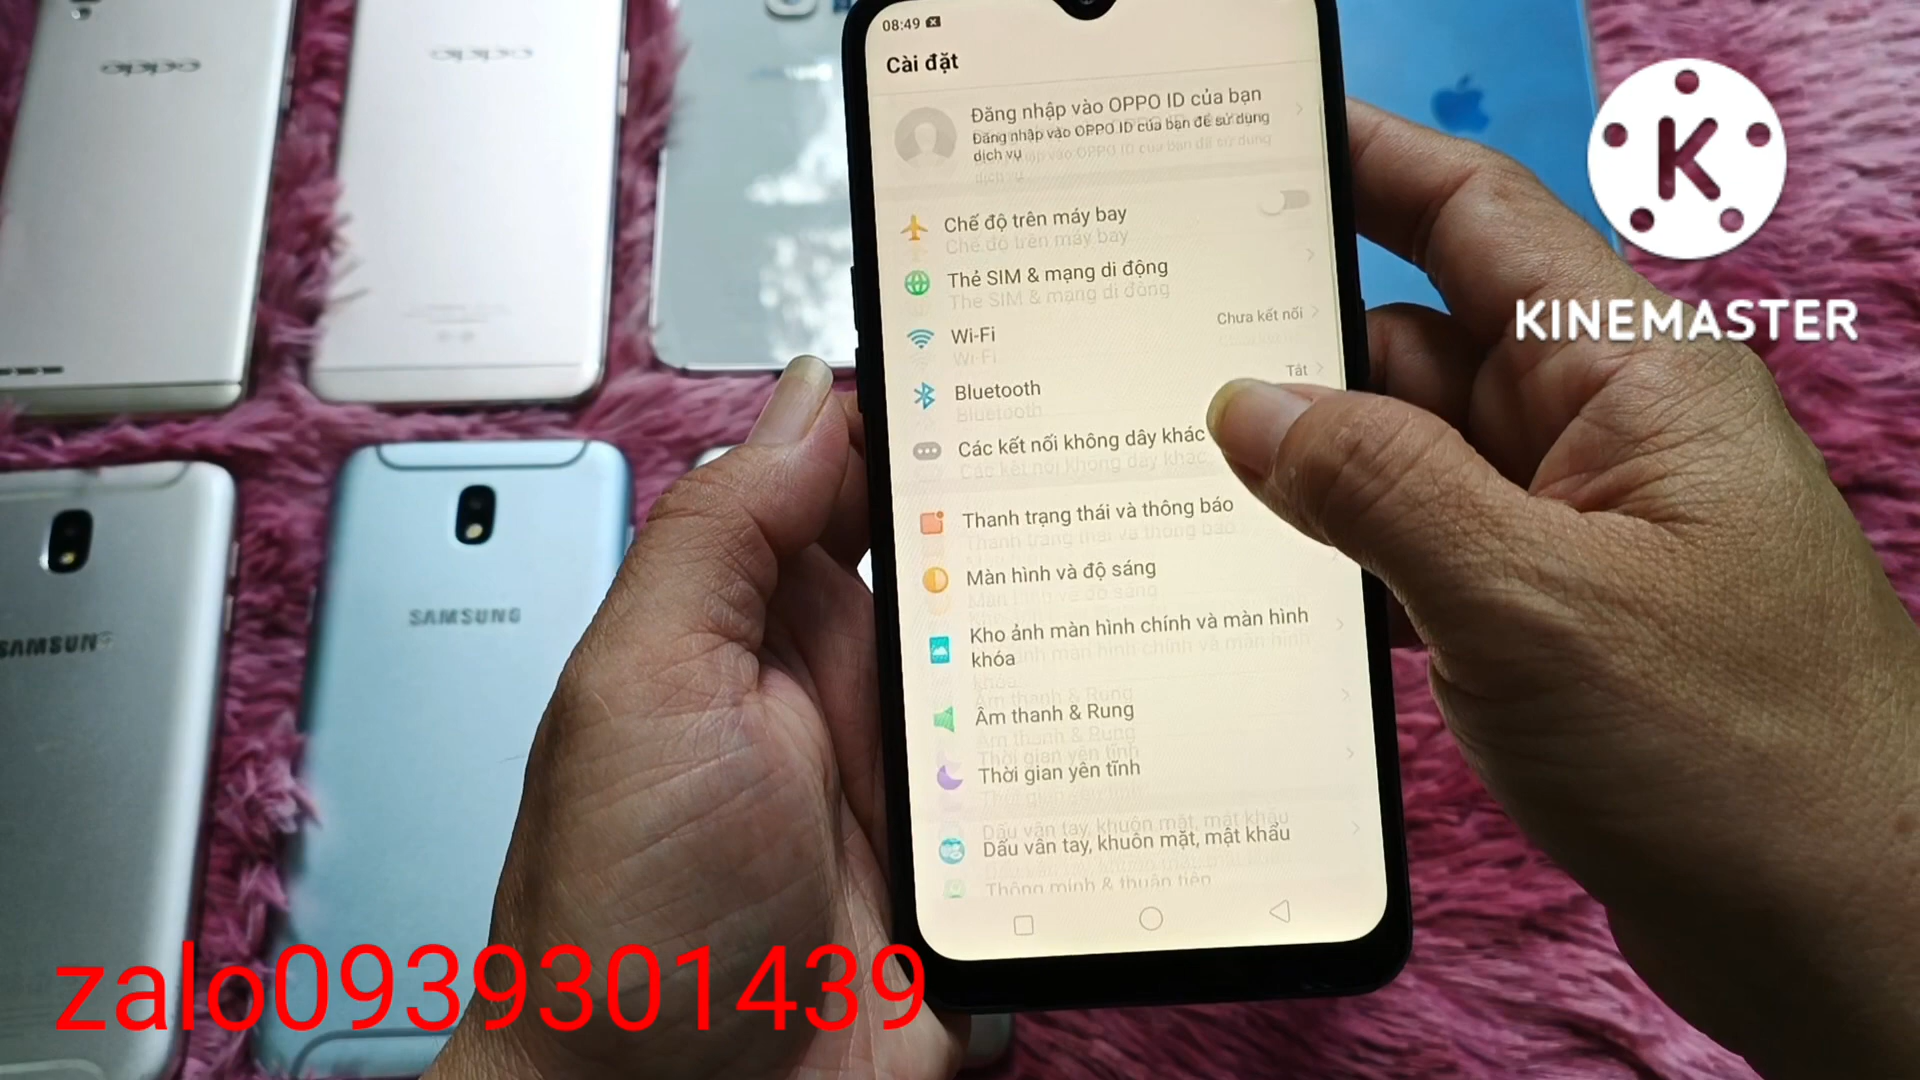 oppo
oppo
08:49
Cài đặt
Đăng nhập vào OPPO ID của bạn
Đăng nhập vào OPPO ID của bạn để sử dụng
dịch vụ
Chế độ trên máy bay
Thẻ SIM & mạng di động
Wi-Fi
Chưa kết nối
Bluetooth
Tắt
Các kết nối không dây khác
Thanh trạng thái và thông báo
Màn hình và độ sáng
Kho ảnh màn hình chính và màn hình
khóa
Âm thanh & Rung
Thời gian yên tĩnh
Dấu vân tay, khuôn mặt, mật khẩu
Thông minh & thuận tiện
K
KINEMASTER
SAMSUNG
SAMSUNG
zalo0939301439